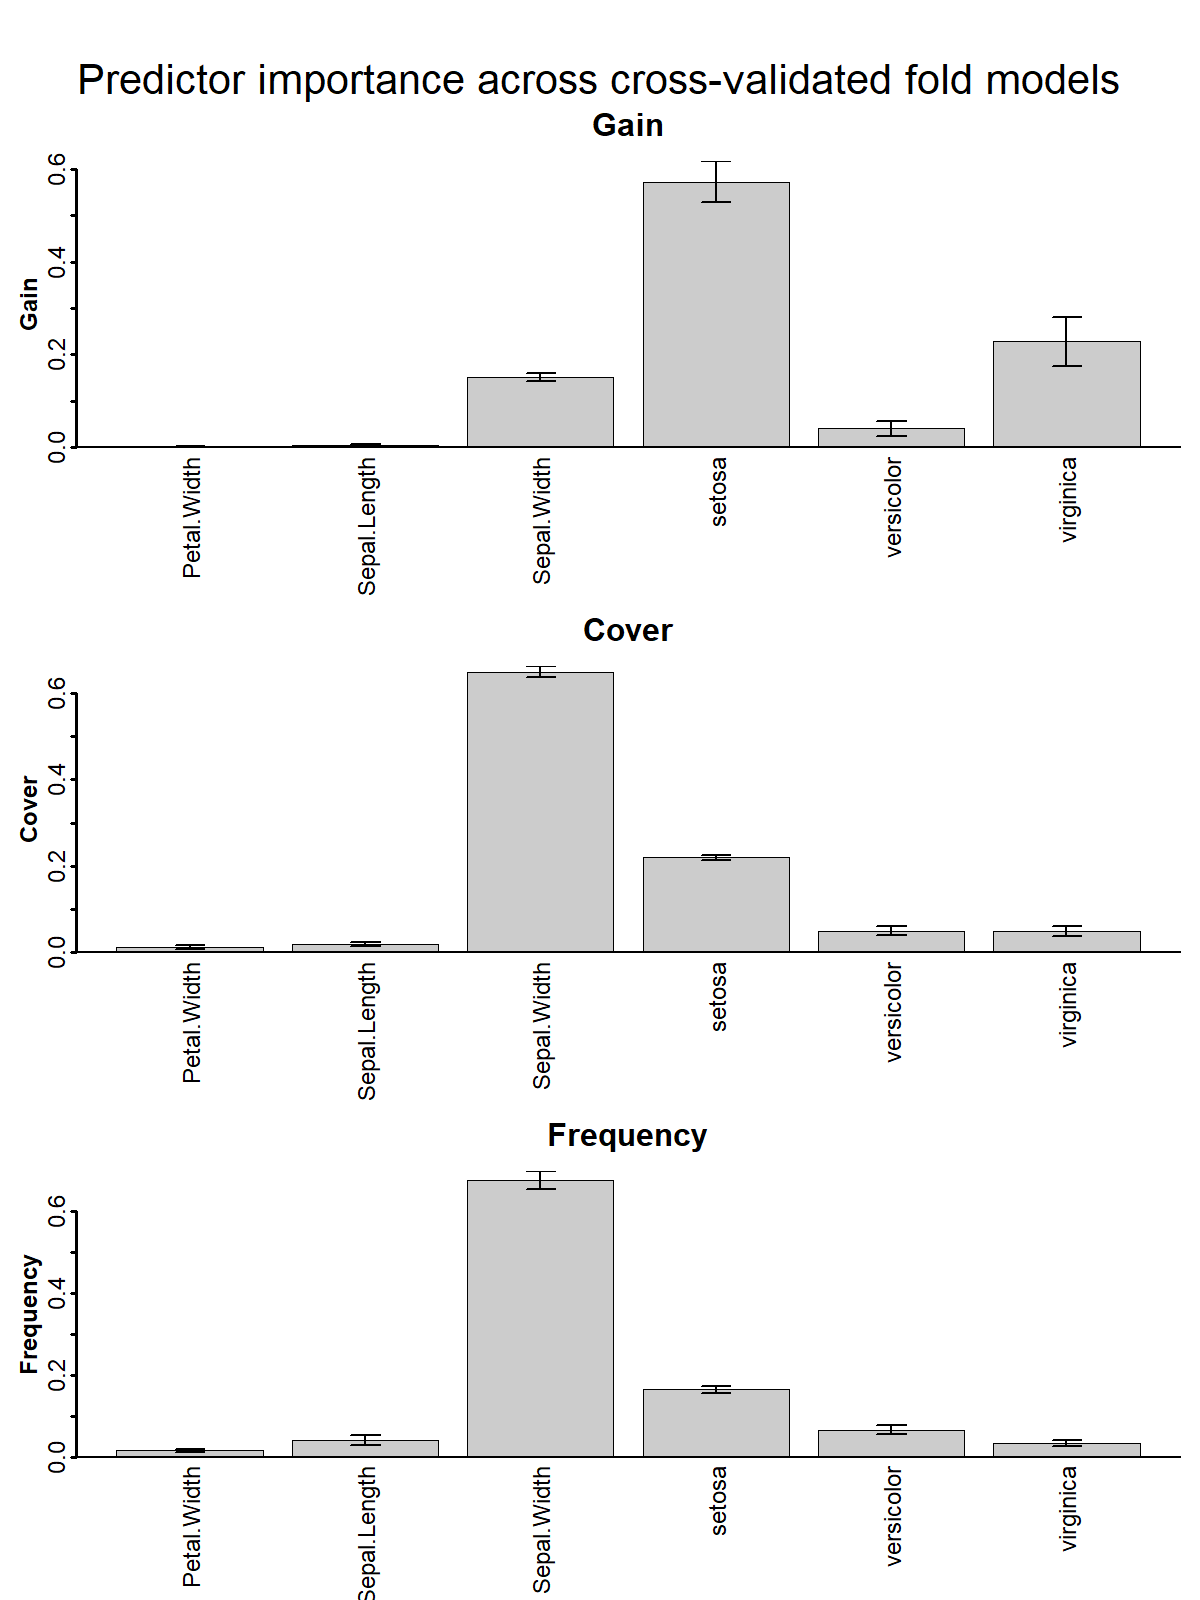 Predictor importance across cross-validated fold models
Gain
Gain
0.0
0.2
0.4
0.6
Petal.Width
Sepal.Length
Sepal.Width
setosa
versicolor
virginica
Cover
Cover
0.0
0.2
0.4
0.6
Petal.Width
Sepal.Length
Sepal.Width
setosa
versicolor
virginica
Frequency
Frequency
0.0
0.2
0.4
0.6
Petal.Width
Sepal.Length
Sepal.Width
setosa
versicolor
virginica